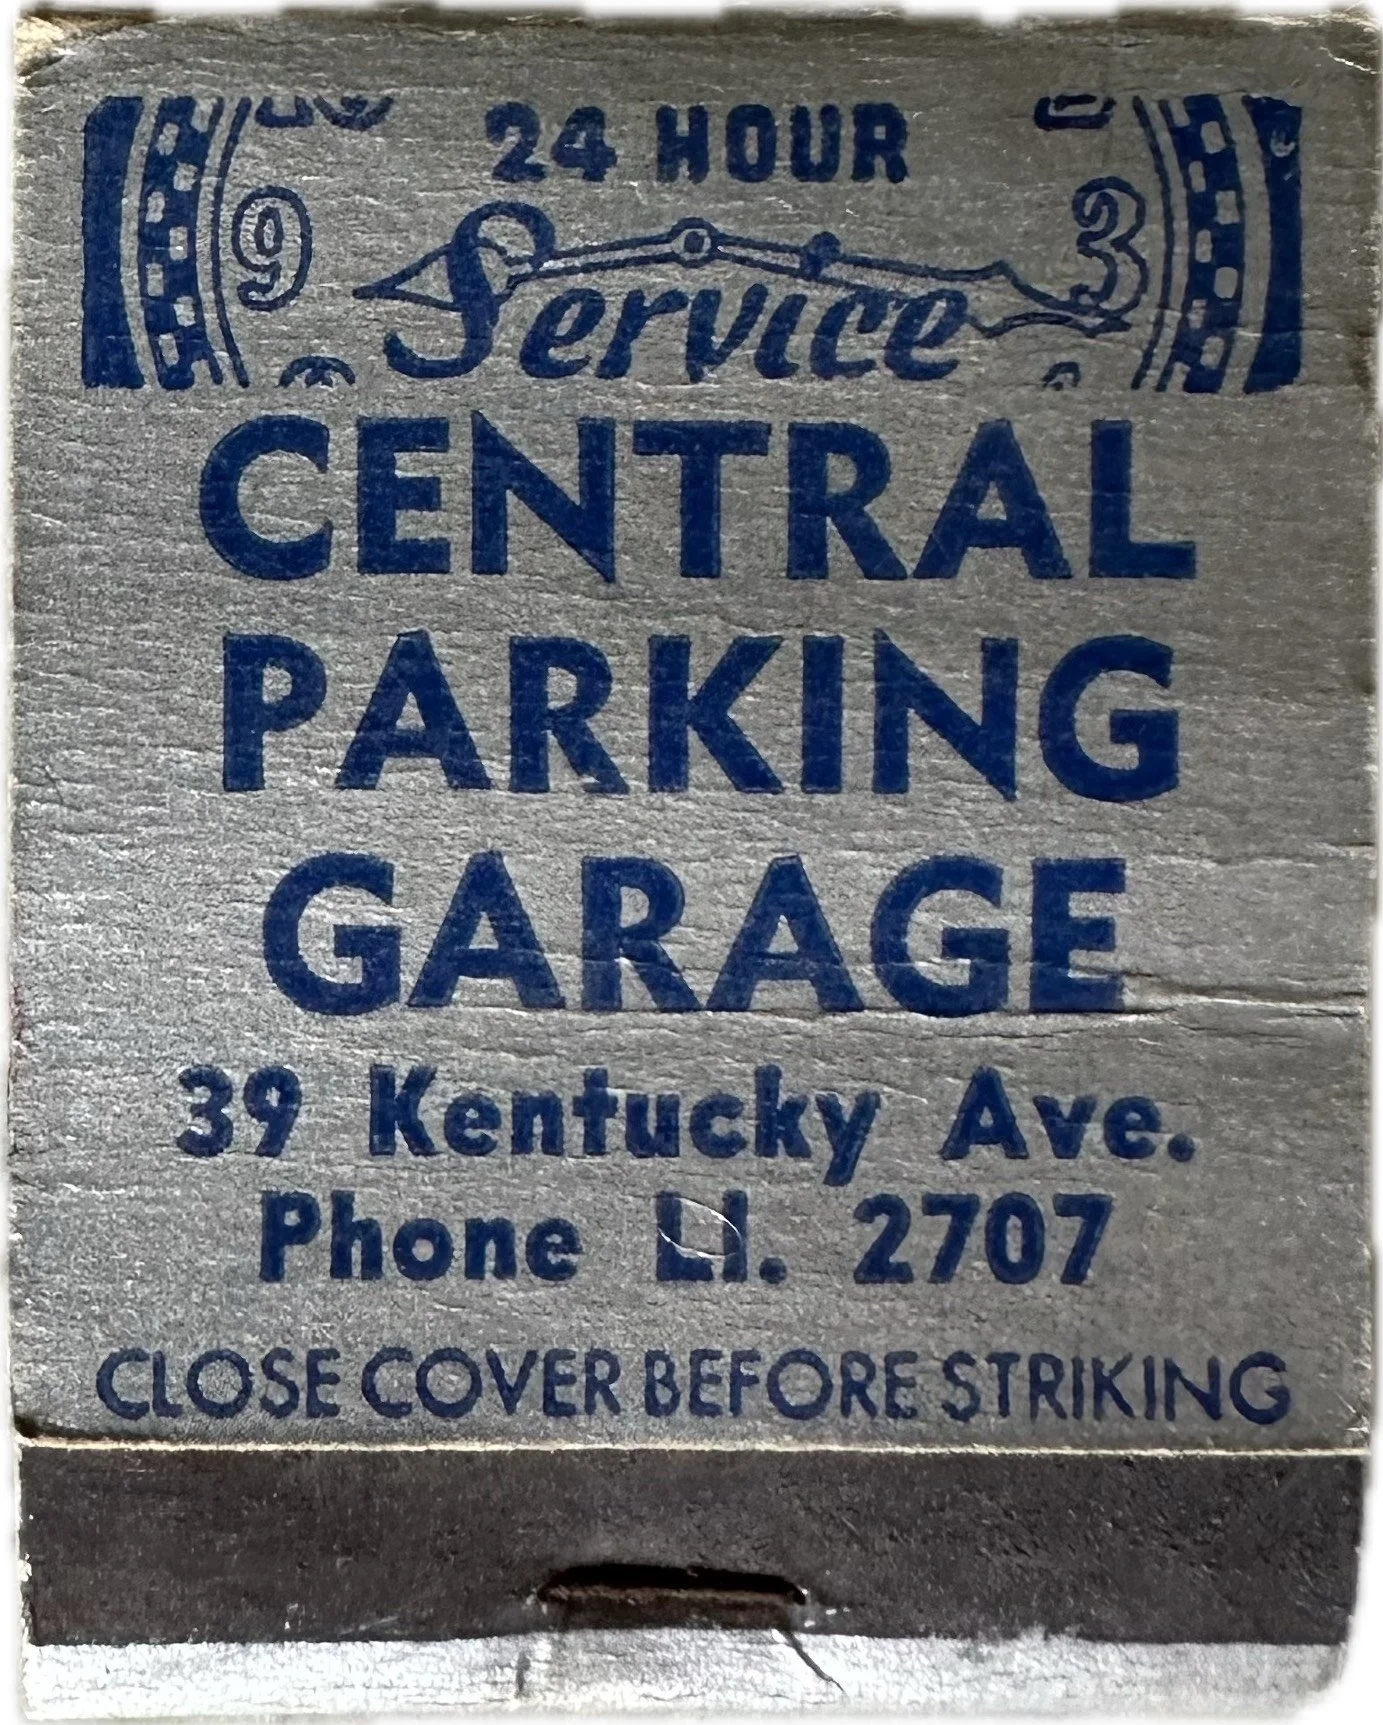 24 HOUR
9 3
Service
CENTRAL
PARKING
GARAGE
39 Kentucky Ave.
Phone LI. 2707
CLOSE COVER BEFORE STRIKING